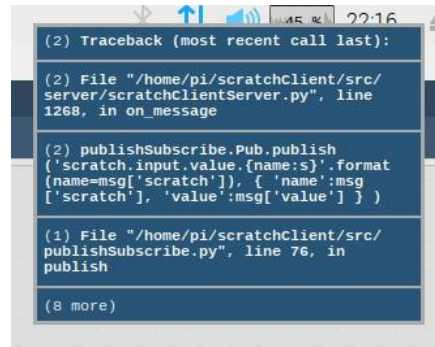 45 %
22:16
(2) Traceback (most recent call last):
(2) File "/home/pi/scratchClient/src/
server/scratchClientServer.py", line
1268, in on_message
(2) publishSubscribe.Pub.publish
('scratch.input.value.{name:s}'.format
(name=msg['scratch']), { 'name':msg
['scratch'], 'value':msg['value'] } )
(1) File "/home/pi/scratchClient/src/
publishSubscribe.py", line 76, in
publish
(8 more)